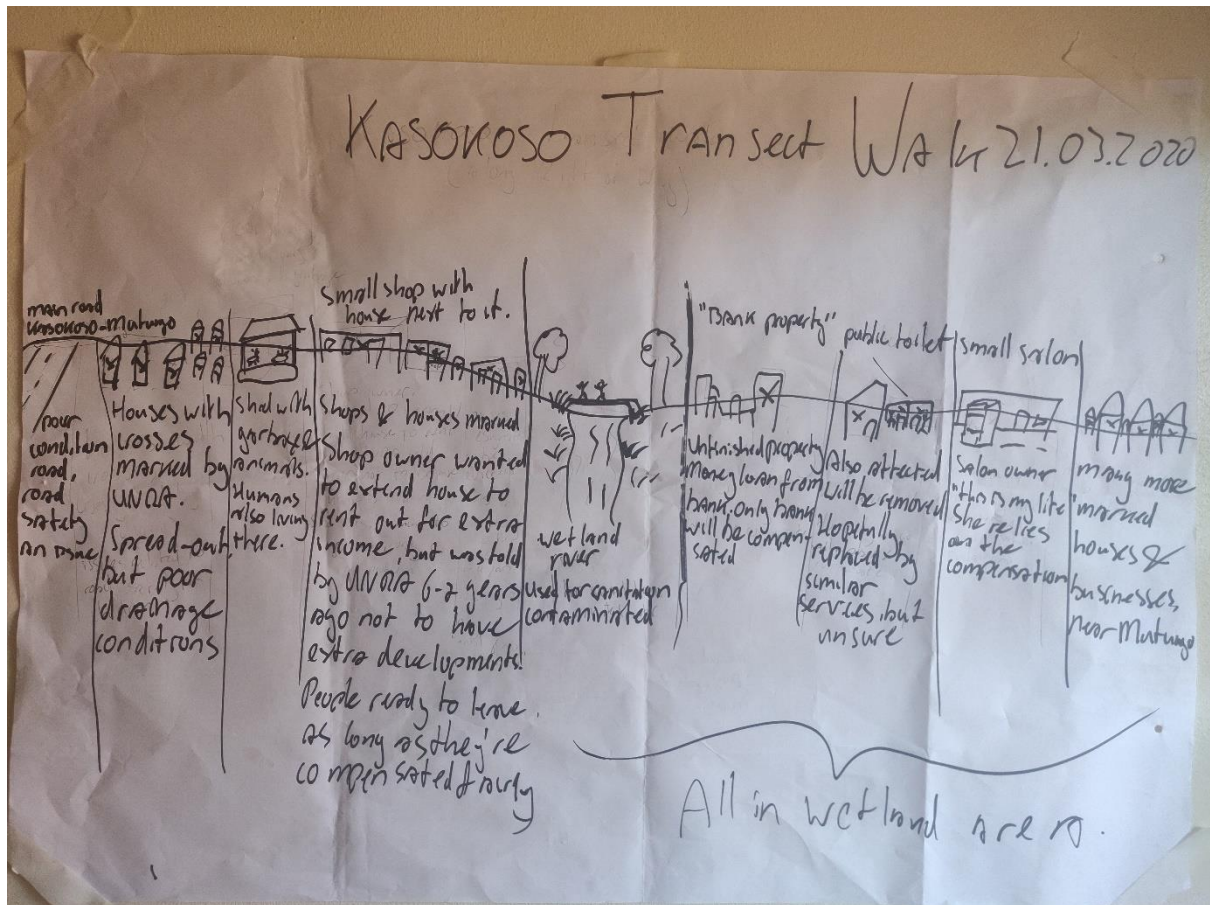 KASOKOSO Transect Walk 21.03.2020
main road
Kasokoso-Mutungo
poor
condition
road,
road
safety
an issue
Houses with
crosses
marked by
UNRA.
Spread-out,
but poor
drainage
conditions
shed with
garbage &
animals.
Humans
also living
there.
small shop with
house next to it.
shops & houses marked
Shop owner wanted
to extend house to
rent out for extra
income, but was told
by UNRA 6-2 years
ago not to have
extra developments!
People ready to leave
as long as they're
compensated fairly
wetland
river
used for sanitation
contaminated
"Bank property"
unfinished property
money loan from
bank, only bank
will be compen-
sated
public toilet
Also affected
will be removed
Hopefully
replaced by
similar
services, but
unsure
small salon
Salon owner
"this is my life
She relies
on the
compensation
many more
marked
houses &
businesses,
near Mutungo
All in wetland area.